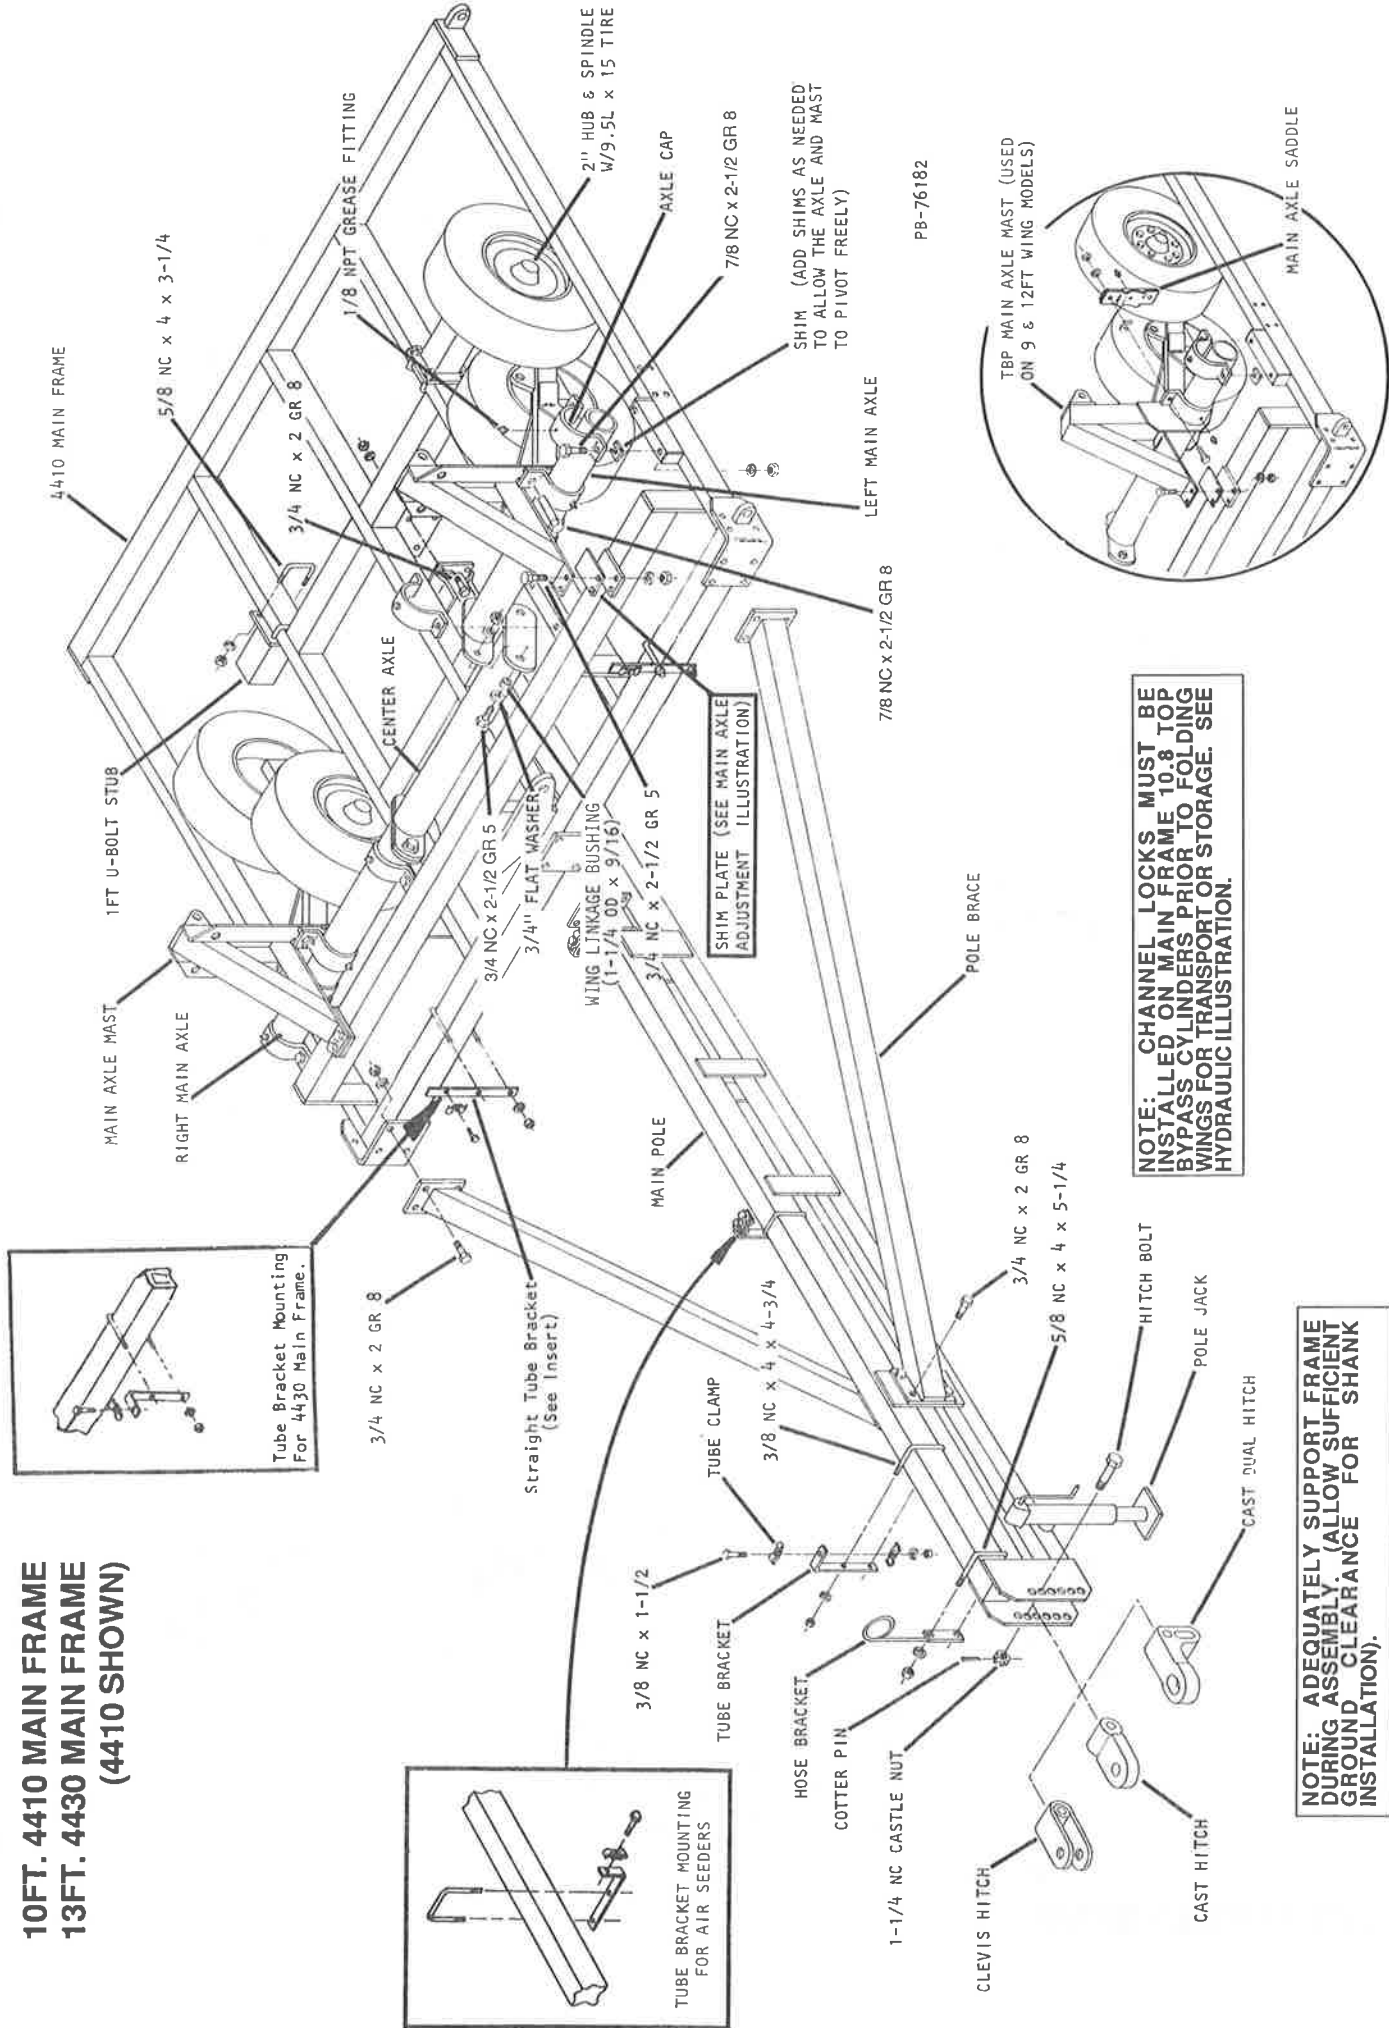 10FT. 4410 MAIN FRAME
13FT. 4430 MAIN FRAME
(4410 SHOWN)
Tube Bracket Mounting
For 4430 Main Frame.
MAIN AXLE MAST
RIGHT MAIN AXLE
1FT U-BOLT STUB
4410 MAIN FRAME
5/8 NC x 4 x 3-1/4
3/4 NC x 2 GR 8
1/8 NPT GREASE FITTING
2" HUB & SPINDLE
W/9.5L x 15 TIRE
AXLE CAP
7/8 NC x 2-1/2 GR 8
SHIM (ADD SHIMS AS NEEDED
TO ALLOW THE AXLE AND MAST
TO PIVOT FREELY)
PB-76182
LEFT MAIN AXLE
7/8 NC x 2-1/2 GR 8
CENTER AXLE
3/4 NC x 2-1/2 GR 5
3/4" FLAT WASHER
WING LINKAGE BUSHING
(1-1/4 OD x 9/16)
3/4 NC x 2-1/2 GR 5
SHIM PLATE (SEE MAIN AXLE
ADJUSTMENT ILLUSTRATION)
TBP MAIN AXLE MAST (USED
ON 9 & 12FT WING MODELS)
MAIN AXLE SADDLE
3/4 NC x 2 GR 8
Straight Tube Bracket
(See Insert)
MAIN POLE
POLE BRACE
TUBE BRACKET MOUNTING
FOR AIR SEEDERS
3/8 NC x 1-1/2
TUBE CLAMP
3/8 NC x 4 x 4-3/4
TUBE BRACKET
HOSE BRACKET
COTTER PIN
1-1/4 NC CASTLE NUT
CLEVIS HITCH
CAST HITCH
CAST DUAL HITCH
POLE JACK
HITCH BOLT
5/8 NC x 4 x 5-1/4
3/4 NC x 2 GR 8
NOTE: CHANNEL LOCKS MUST BE
INSTALLED ON MAIN FRAME 10.8 TOP
BYPASS CYLINDERS PRIOR TO FOLDING
WINGS FOR TRANSPORT OR STORAGE. SEE
HYDRAULIC ILLUSTRATION.
NOTE: ADEQUATELY SUPPORT FRAME
DURING ASSEMBLY. (ALLOW SUFFICIENT
GROUND CLEARANCE FOR SHANK
INSTALLATION).